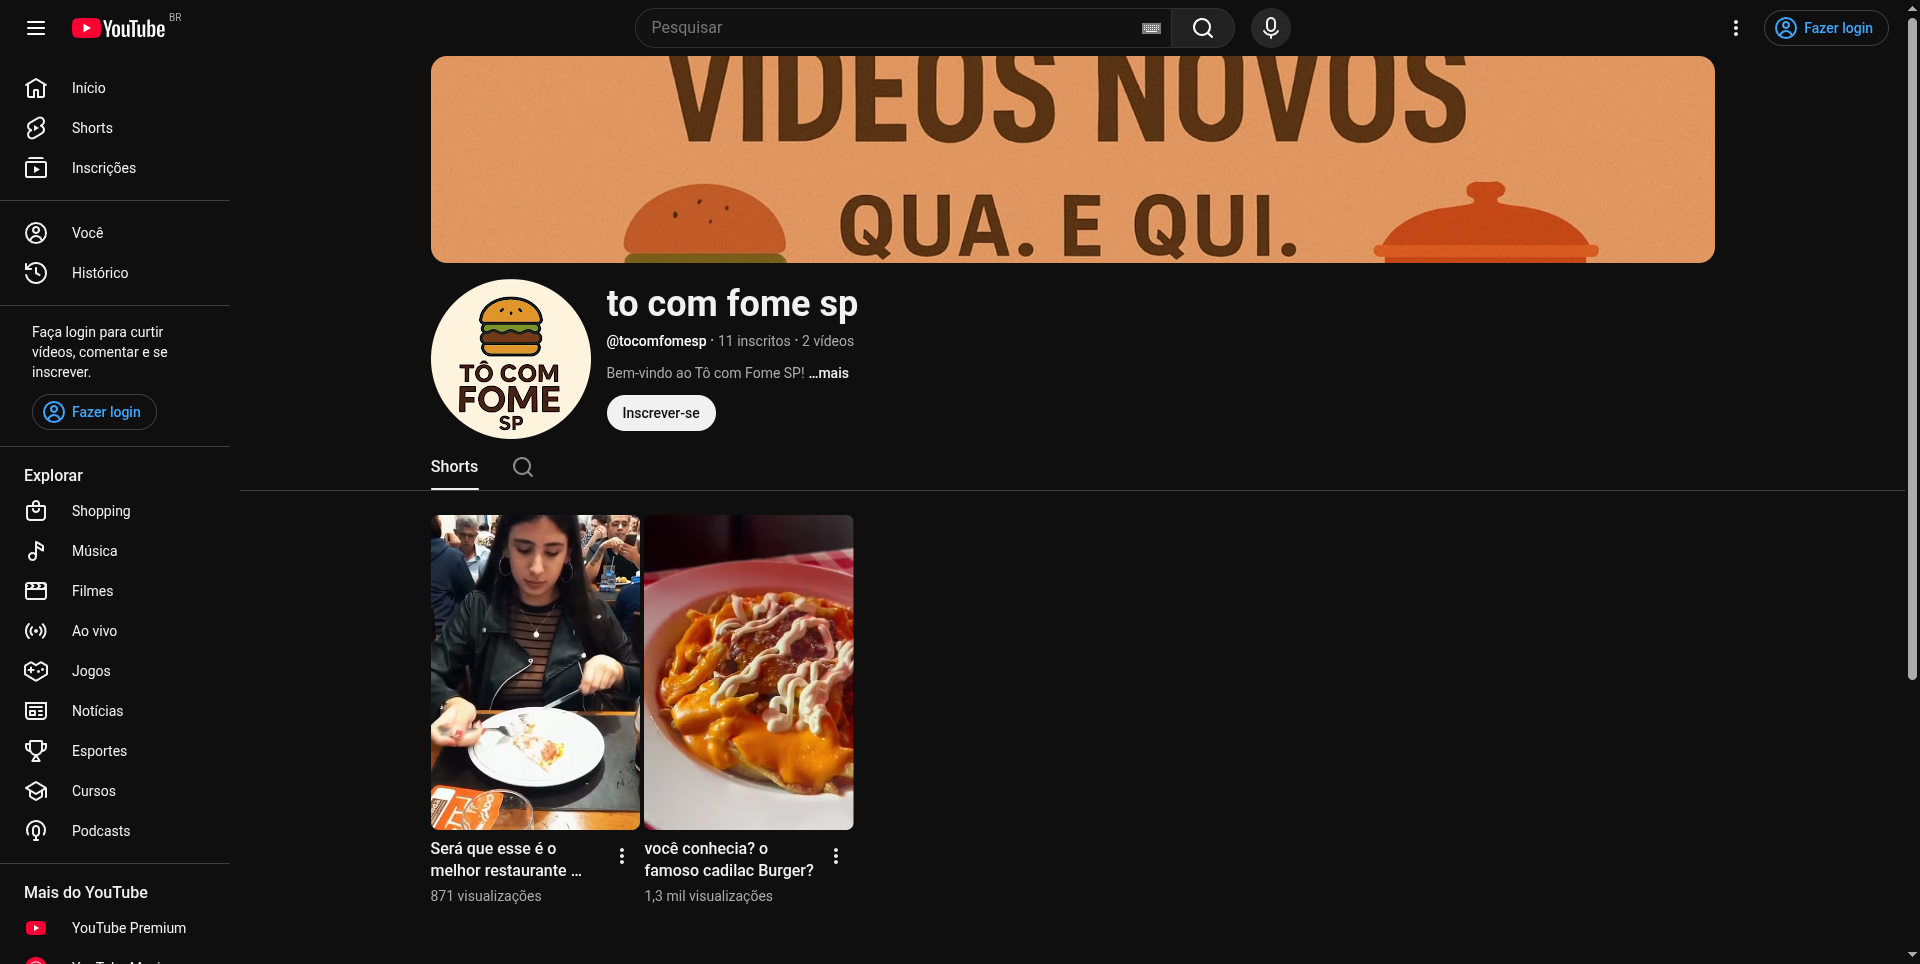 YouTube BR
Pesquisar
Fazer login
Início
Shorts
Inscrições
Você
Histórico
Faça login para curtir
vídeos, comentar e se
inscrever.
Fazer login
Explorar
Shopping
Música
Filmes
Ao vivo
Jogos
Notícias
Esportes
Cursos
Podcasts
Mais do YouTube
YouTube Premium
VIDEOS NOVOS
QUA. E QUI.
TÔ COM
FOME
SP
to com fome sp
@tocomfomesp · 11 inscritos · 2 vídeos
Bem-vindo ao Tô com Fome SP! ...mais
Inscrever-se
Shorts
Será que esse é o
melhor restaurante ...
871 visualizações
você conhecia? o
famoso cadilac Burger?
1,3 mil visualizações